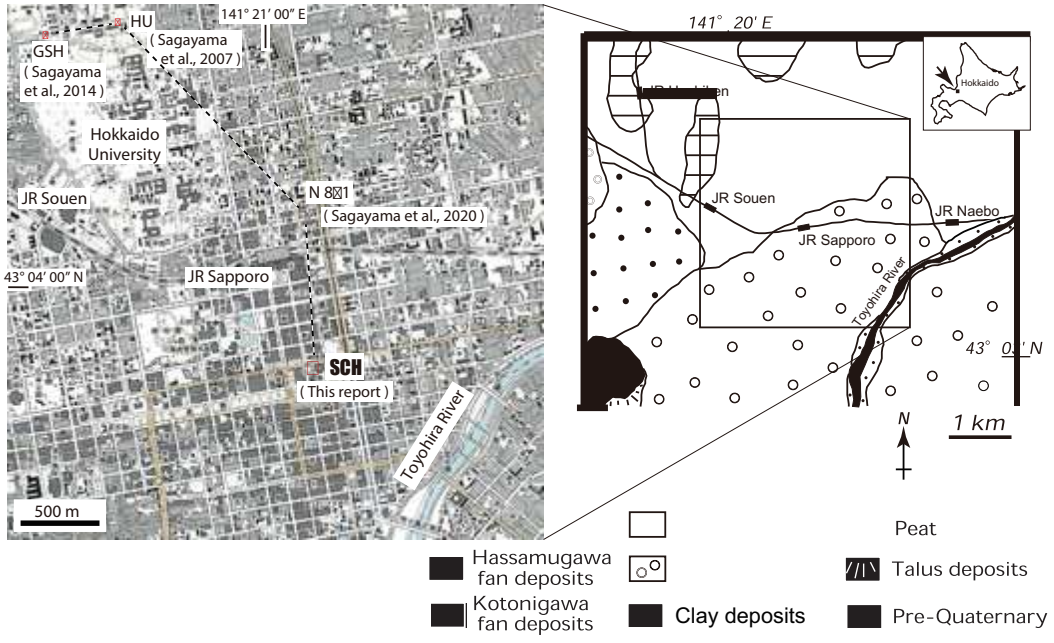 141° 21′ 00″ E
HU
( Sagayama
et al., 2007 )
GSH
( Sagayama
et al., 2014 )
Hokkaido
University
JR Souen
N 8
1
( Sagayama et al., 2020 )
43° 04′ 00″ N
JR Sapporo
SCH
( This report )
Toyohira River
500 m
141° 20′ E
Hokkaido
JR Souen
JR Sapporo
JR Naebo
Toyohira River
43° 03′ N
N
1 km
Peat
Hassamugawa
fan deposits
Talus deposits
Kotonigawa
fan deposits
Clay deposits
Pre-Quaternary